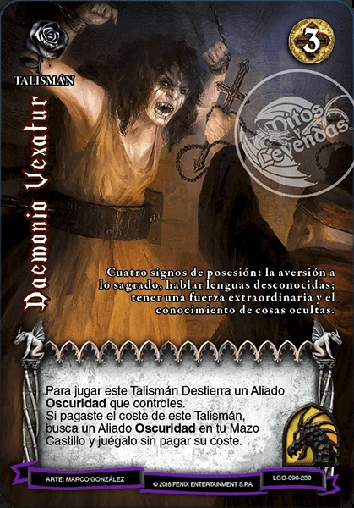 3
TALISMÁN
Mitos y
Leyendas
Daemonio Vexatur
Cuatro signos de posesión: la aversión a
lo sagrado, hablar lenguas desconocidas;
tener una fuerza extraordinaria y el
conocimiento de cosas ocultas.
Para jugar este Talismán Destierra un Aliado
Oscuridad que controles.
Si pagaste el coste de este Talismán,
busca un Aliado Oscuridad en tu Mazo
Castillo y juégalo sin pagar su coste.
ARTE: MARCO GONZÁLEZ
© 2018 FENIX ENTERTAINMENT S.P.A